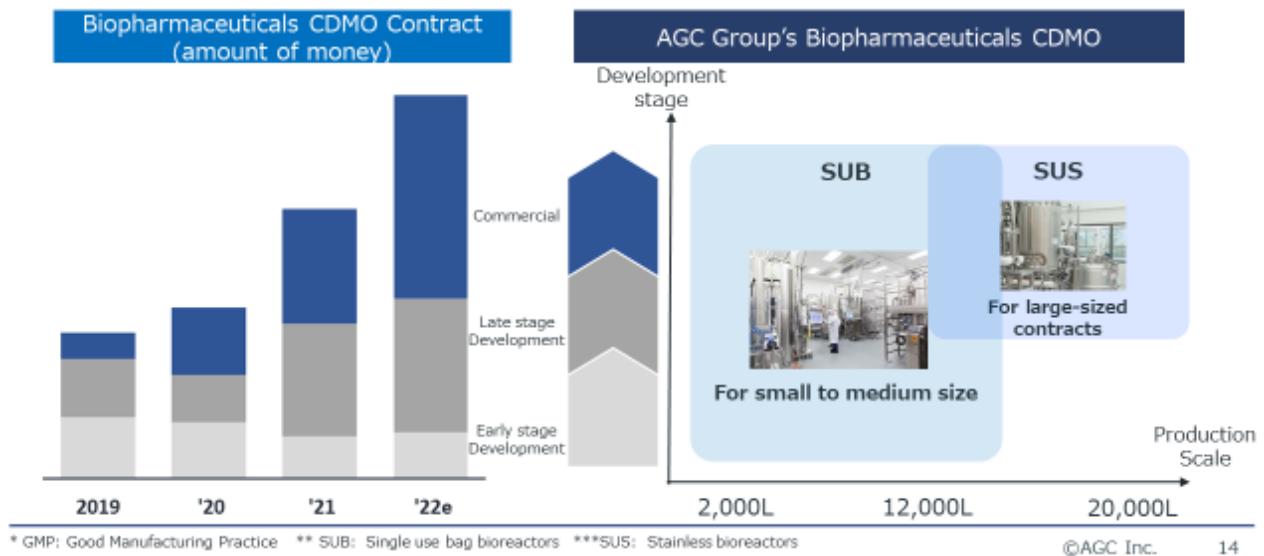 Biopharmaceuticals CDMO Contract
(amount of money)
AGC Group's Biopharmaceuticals CDMO
Development
stage
Commercial
Late stage
Development
Early stage
Development
SUB
SUS
For large-sized
contracts
For small to medium size
Production
Scale
2019
'20
'21
'22e
2,000L
12,000L
20,000L
* GMP: Good Manufacturing Practice ** SUB: Single use bag bioreactors ***SUS: Stainless bioreactors
©AGC Inc.
14